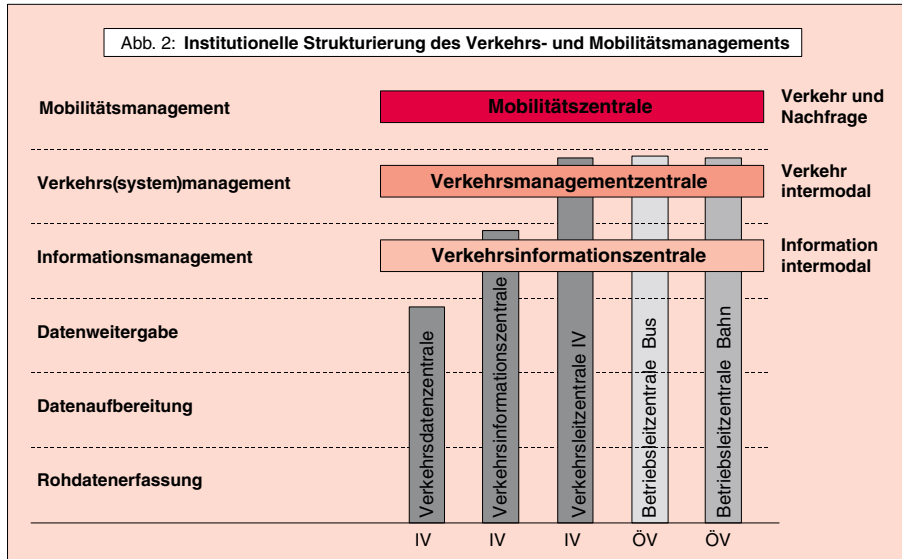 Abb. 2: Institutionelle Strukturierung des Verkehrs- und Mobilitätsmanagements
Mobilitätsmanagement
Mobilitätszentrale
Verkehr und
Nachfrage
Verkehrs(system)management
Verkehrsmanagementzentrale
Verkehr
intermodal
Informationsmanagement
Verkehrsinformationszentrale
Information
intermodal
Datenweitergabe
Datenaufbereitung
Rohdatenerfassung
Verkehrsdatenzentrale
Verkehrsinformationszentrale
Verkehrsleitzentrale IV
Betriebsleitzentrale Bus
Betriebsleitzentrale Bahn
IV
IV
IV
ÖV
ÖV